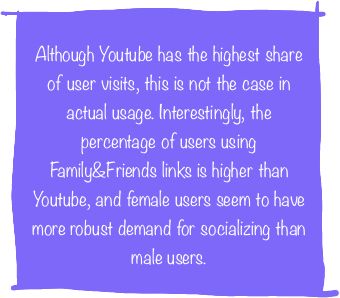 Although Youtube has the highest share
of user visits, this is not the case in
actual usage. Interestingly, the
percentage of users using
Family&Friends links is higher than
Youtube, and female users seem to have
more robust demand for socializing than
male users.